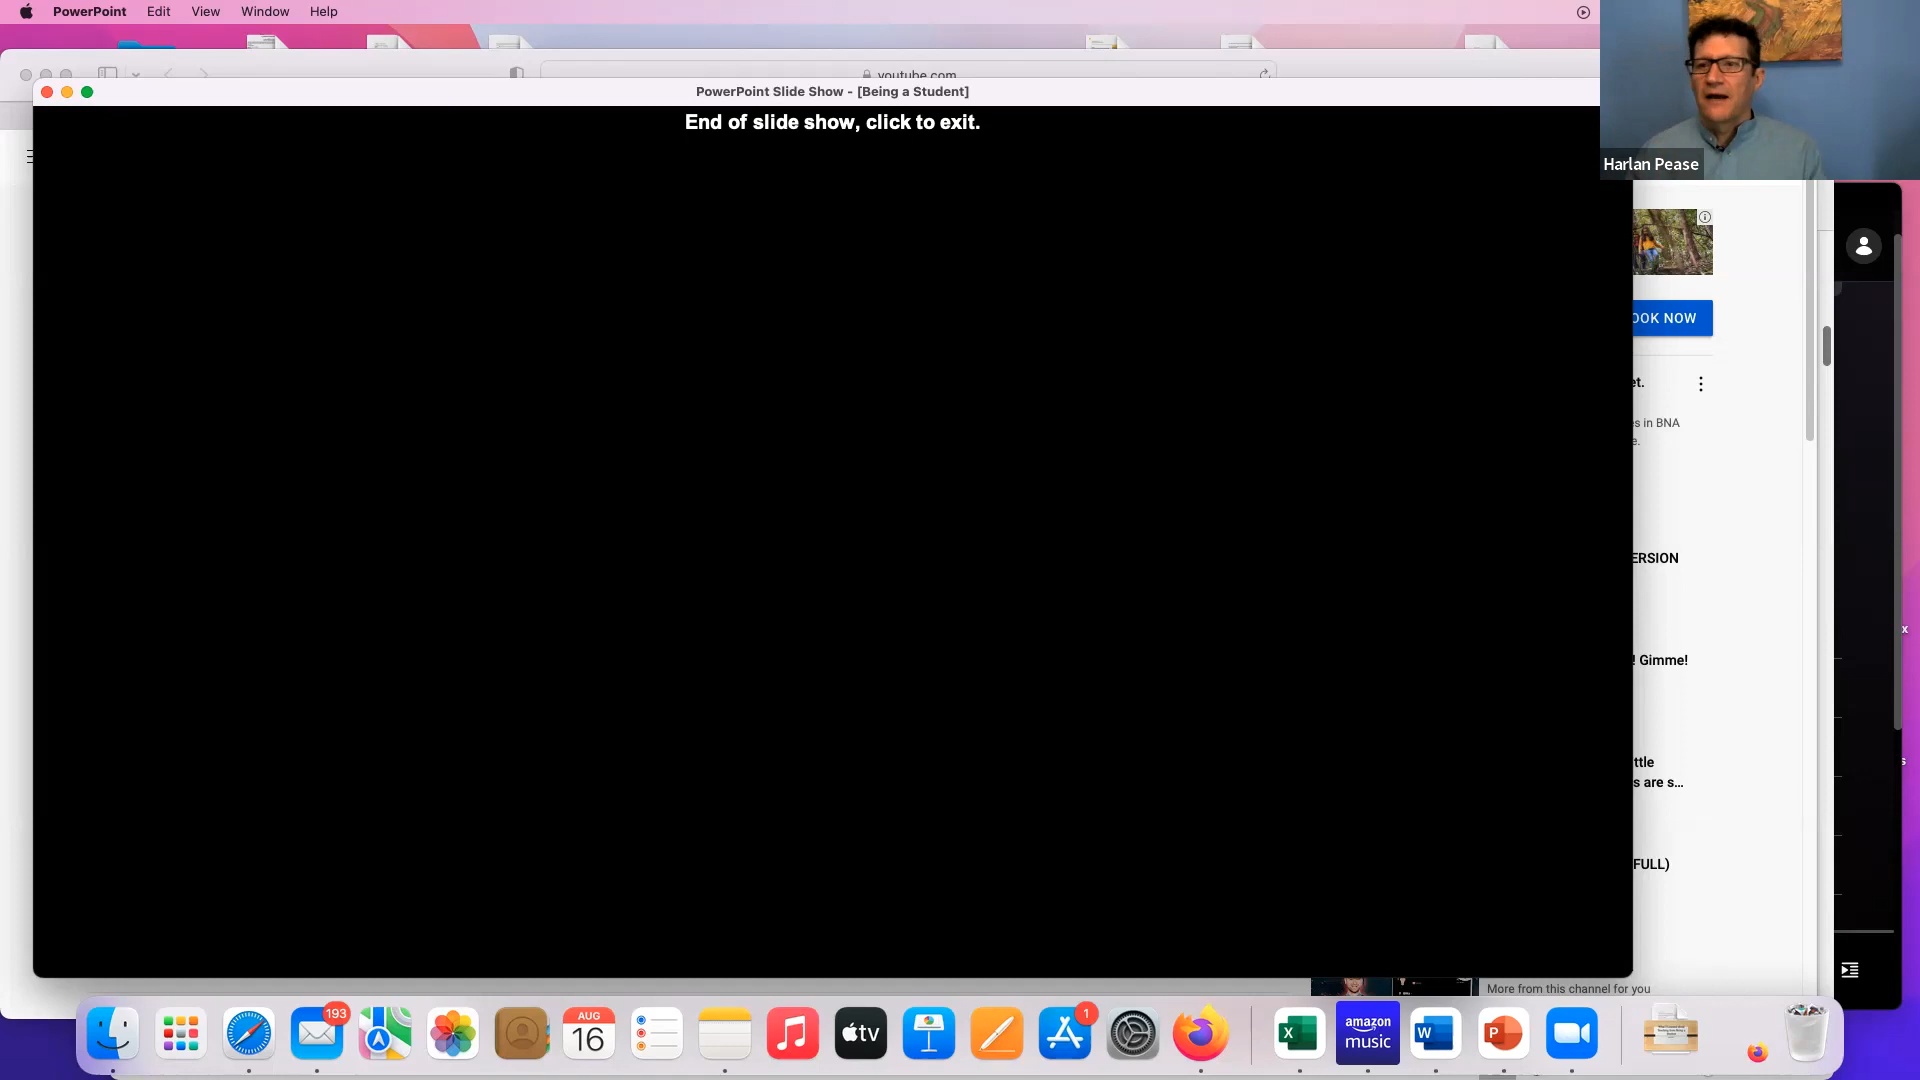 PowerPoint Edit View Window Help
youtube.com
PowerPoint Slide Show - [Being a Student]
End of slide show, click to exit.
Harlan Pease
OOK NOW
et.
es in BNA
e.
ERSION
! Gimme!
ttle
s are s...
FULL)
More from this channel for you
x
s
193
AUG
16
tv
1
X
amazon
music
W
P